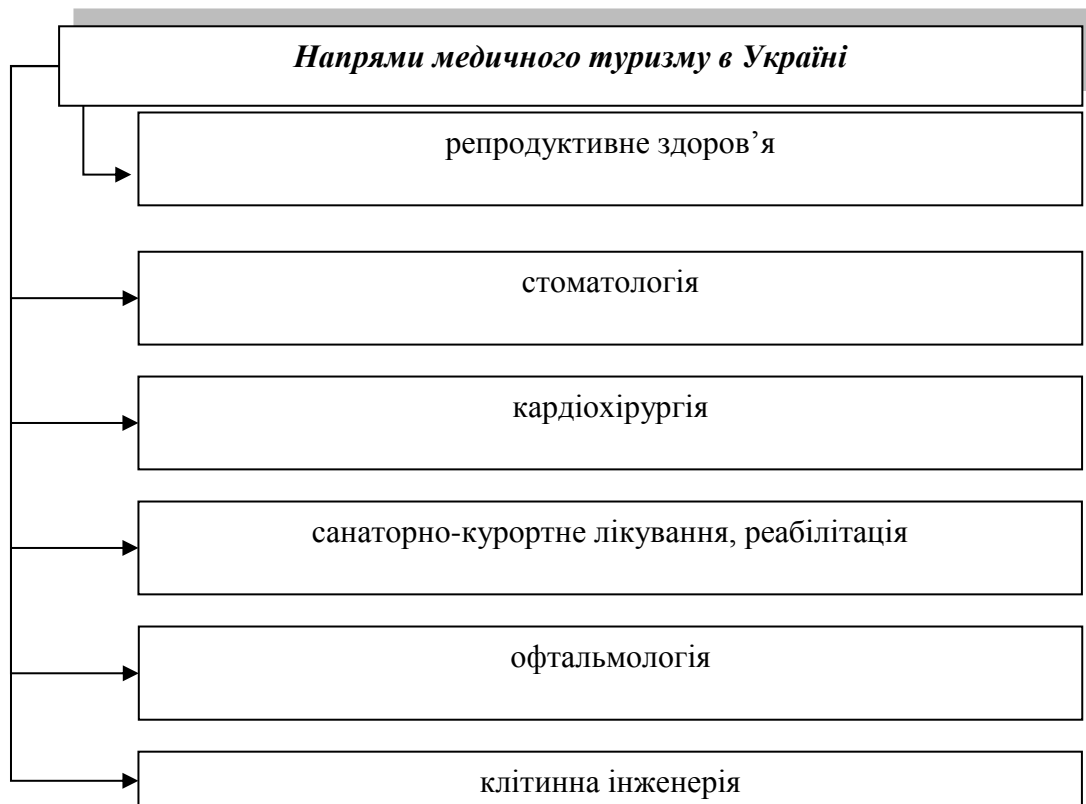 Напрями медичного туризму в Україні
репродуктивне здоров’я
стоматологія
кардіохірургія
санаторно-курортне лікування, реабілітація
офтальмологія
клітинна інженерія